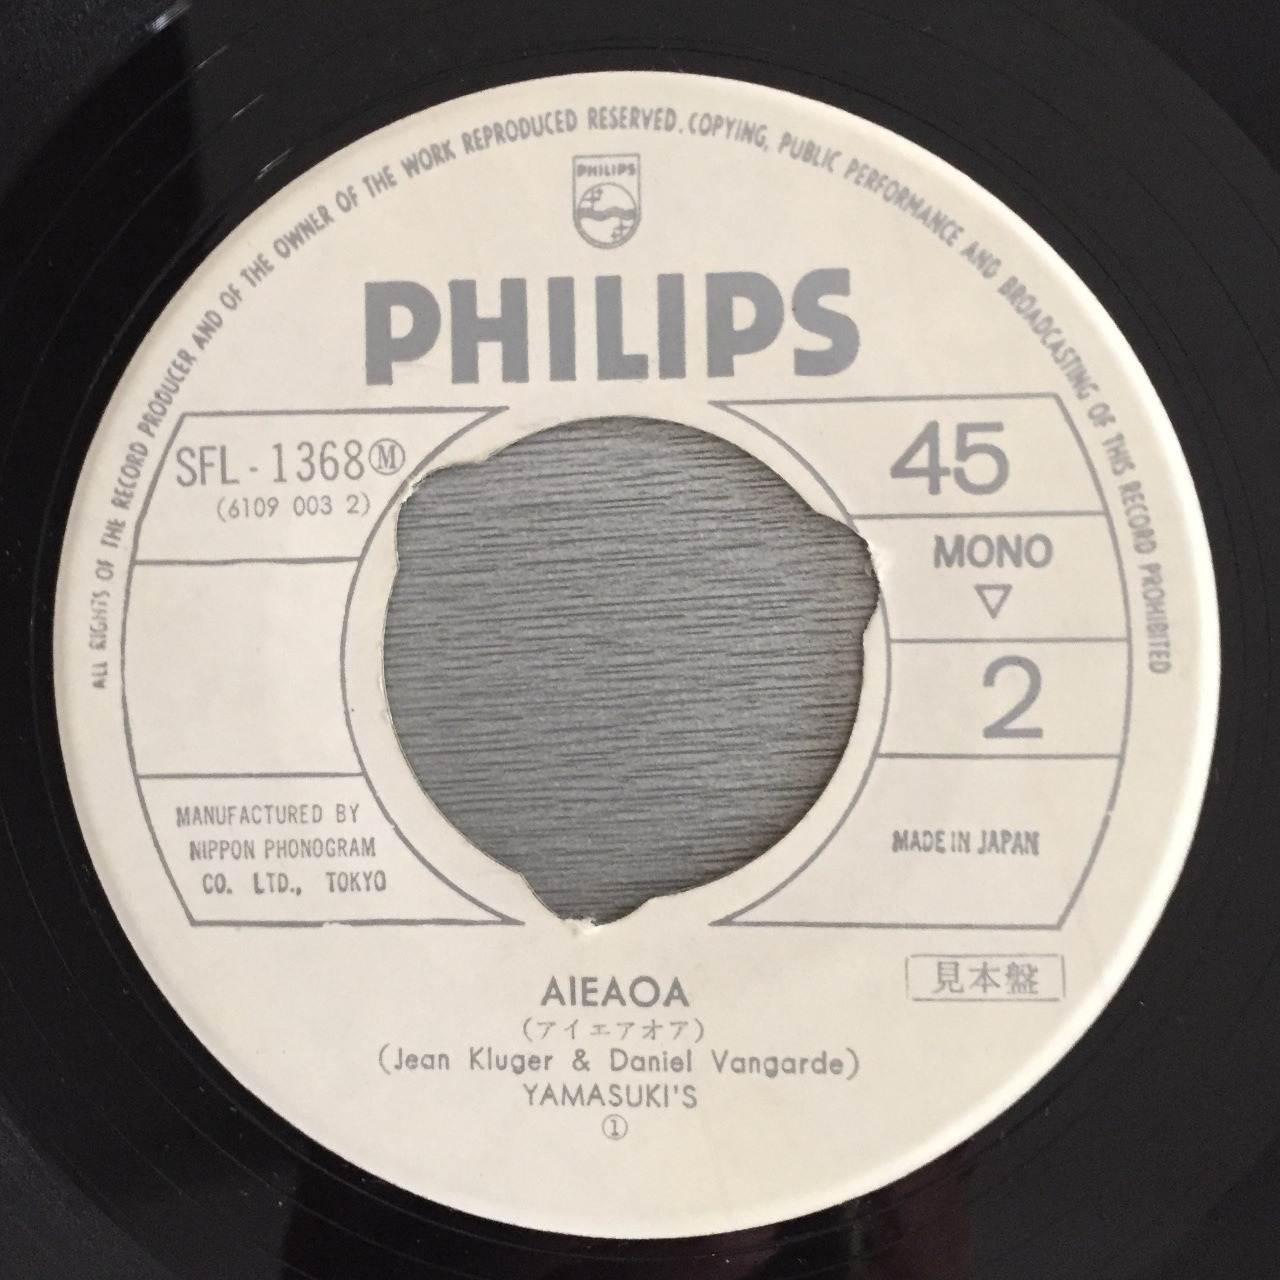 ALL RIGHTS OF THE RECORD PRODUCER AND OF THE OWNER OF THE WORK REPRODUCED RESERVED. COPYING, PUBLIC PERFORMANCE AND BROADCASTING OF THIS RECORD PROHIBITED
PHILIPS
PHILIPS
SFL-1368Ⓜ
(6109 003 2)
45
MONO
▽
2
MANUFACTURED BY
NIPPON PHONOGRAM
CO. LTD., TOKYO
MADE IN JAPAN
見本盤
AIEAOA
(アイエアオア)
(Jean Kluger & Daniel Vangarde)
YAMASUKI'S
①